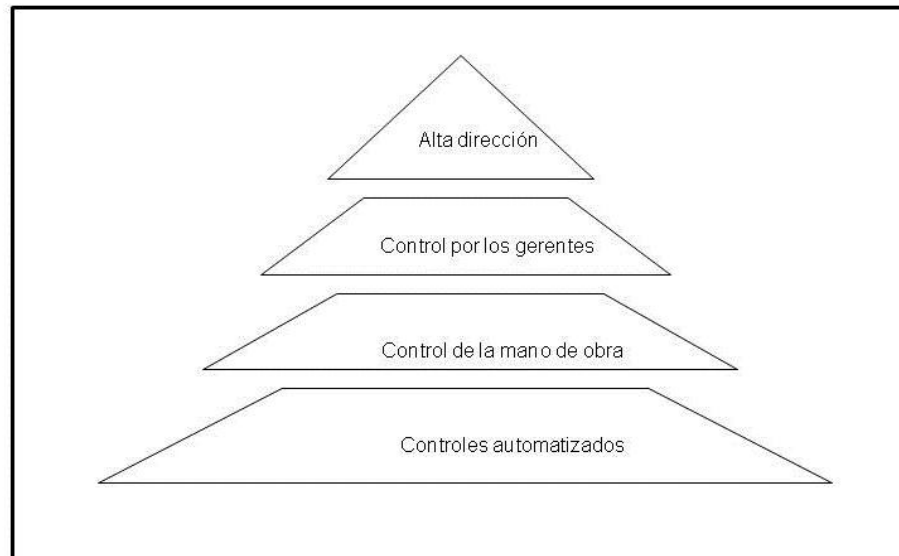 Alta dirección
Control por los gerentes
Control de la mano de obra
Controles automatizados